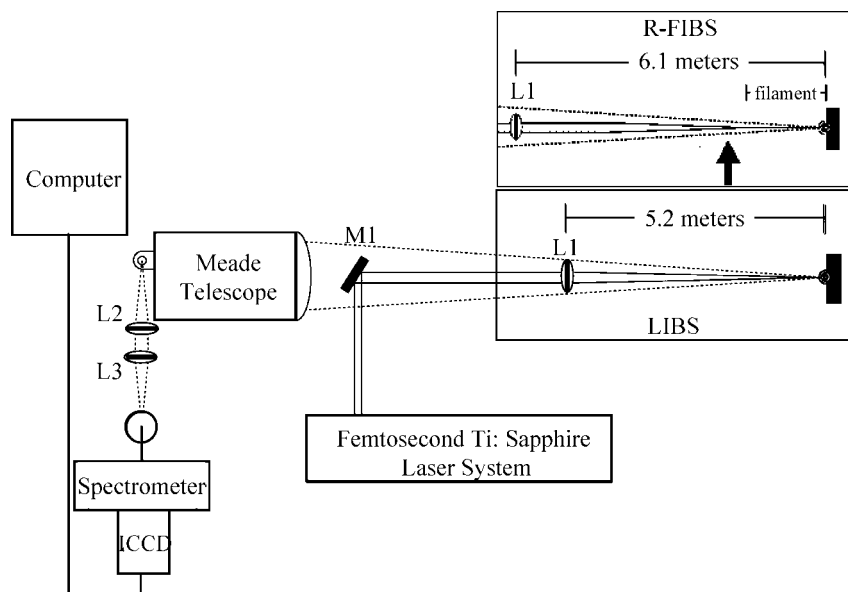 R-FIBS
6.1 meters
L1
filament
Computer
5.2 meters
M1
L1
Meade
Telescope
LIBS
L2
L3
Femtosecond Ti: Sapphire
Laser System
Spectrometer
ICCD